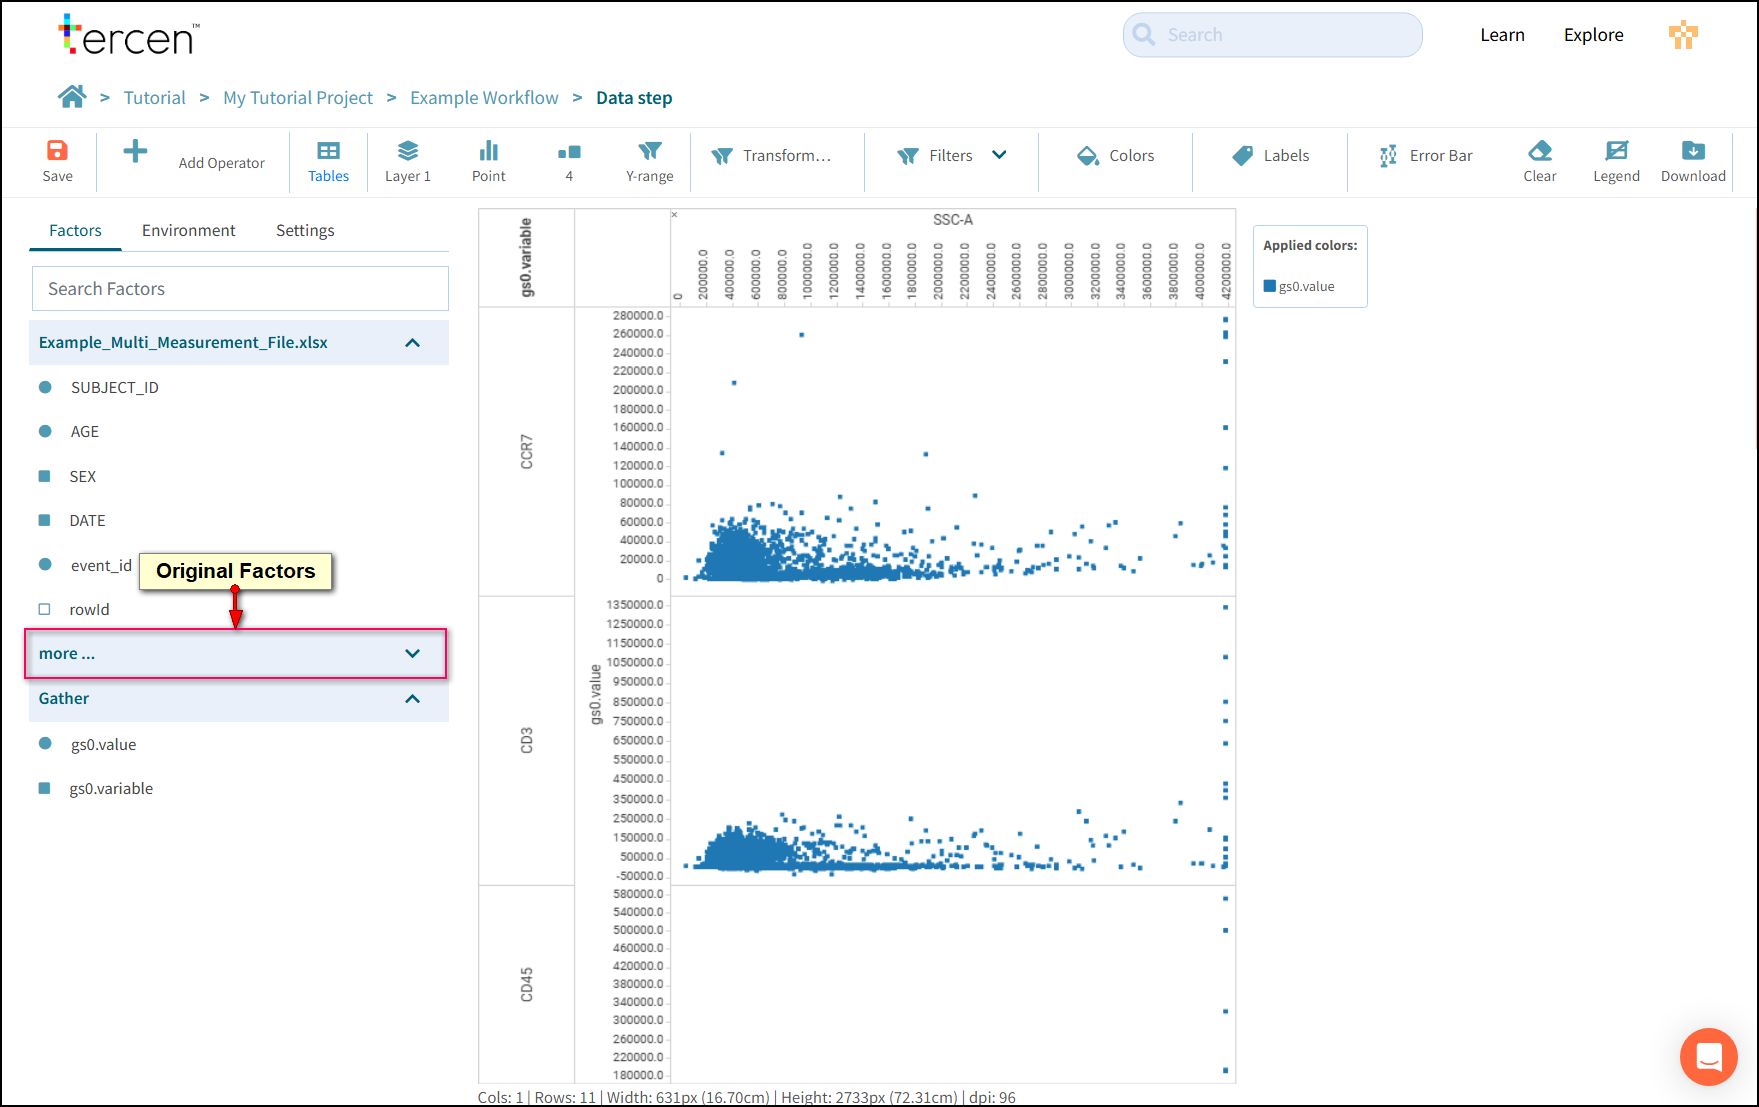 tercen™
Search
Learn
Explore
> Tutorial > My Tutorial Project > Example Workflow > Data step
Save
Add Operator
Tables
Layer 1
Point
4
Y-range
Transform...
Filters
Colors
Labels
Error Bar
Clear
Legend
Download
Factors
Environment
Settings
Search Factors
Example_Multi_Measurement_File.xlsx
SUBJECT_ID
AGE
SEX
DATE
event_id
Original Factors
rowId
more ...
Gather
gs0.value
gs0.variable
gs0.variable
×
SSC-A
0
200000.0
400000.0
600000.0
800000.0
1000000.0
1200000.0
1400000.0
1600000.0
1800000.0
2000000.0
2200000.0
2400000.0
2600000.0
2800000.0
3000000.0
3200000.0
3400000.0
3600000.0
3800000.0
4000000.0
4200000.0
CCR7
280000.0
260000.0
240000.0
220000.0
200000.0
180000.0
160000.0
140000.0
120000.0
100000.0
80000.0
60000.0
40000.0
20000.0
0
gs0.value
CD3
1350000.0
1250000.0
1150000.0
1050000.0
950000.0
850000.0
750000.0
650000.0
550000.0
450000.0
350000.0
250000.0
150000.0
50000.0
-50000.0
CD45
580000.0
540000.0
500000.0
460000.0
420000.0
380000.0
340000.0
300000.0
260000.0
220000.0
180000.0
Applied colors:
gs0.value
Cols: 1 | Rows: 11 | Width: 631px (16.70cm) | Height: 2733px (72.31cm) | dpi: 96